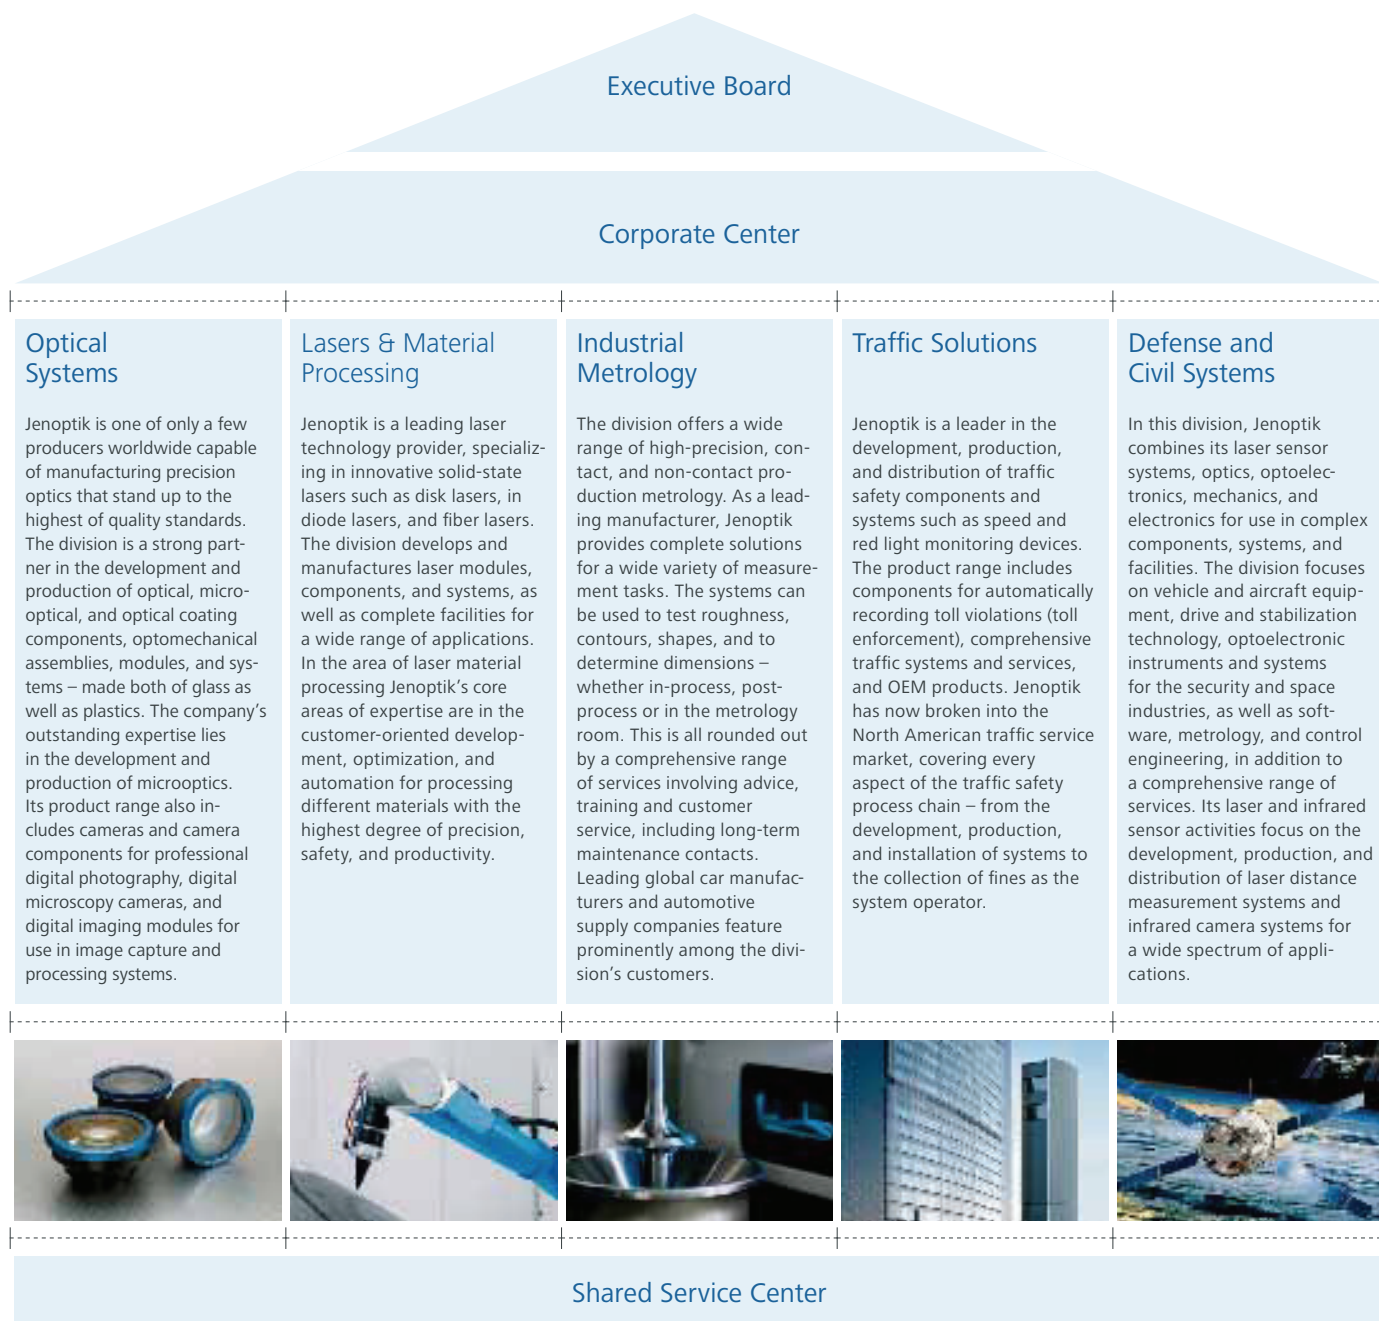 Executive Board
Corporate Center
Optical
Systems
Jenoptik is one of only a few
producers worldwide capable
of manufacturing precision
optics that stand up to the
highest of quality standards.
The division is a strong part-
ner in the development and
production of optical, micro-
optical, and optical coating
components, optomechanical
assemblies, modules, and sys-
tems – made both of glass as
well as plastics. The company’s
outstanding expertise lies
in the development and
production of microoptics.
Its product range also in-
cludes cameras and camera
components for professional
digital photography, digital
microscopy cameras, and
digital imaging modules for
use in image capture and
processing systems.
Lasers & Material
Processing
Jenoptik is a leading laser
technology provider, specializ-
ing in innovative solid-state
lasers such as disk lasers, in
diode lasers, and fiber lasers.
The division develops and
manufactures laser modules,
components, and systems, as
well as complete facilities for
a wide range of applications.
In the area of laser material
processing Jenoptik’s core
areas of expertise are in the
customer-oriented develop-
ment, optimization, and
automation for processing
different materials with the
highest degree of precision,
safety, and productivity.
Industrial
Metrology
The division offers a wide
range of high-precision, con-
tact, and non-contact pro-
duction metrology. As a lead-
ing manufacturer, Jenoptik
provides complete solutions
for a wide variety of measure-
ment tasks. The systems can
be used to test roughness,
contours, shapes, and to
determine dimensions –
whether in-process, post-
process or in the metrology
room. This is all rounded out
by a comprehensive range
of services involving advice,
training and customer
service, including long-term
maintenance contacts.
Leading global car manufac-
turers and automotive
supply companies feature
prominently among the divi-
sion’s customers.
Traffic Solutions
Jenoptik is a leader in the
development, production,
and distribution of traffic
safety components and
systems such as speed and
red light monitoring devices.
The product range includes
components for automatically
recording toll violations (toll
enforcement), comprehensive
traffic systems and services,
and OEM products. Jenoptik
has now broken into the
North American traffic service
market, covering every
aspect of the traffic safety
process chain – from the
development, production,
and installation of systems to
the collection of fines as the
system operator.
Defense and
Civil Systems
In this division, Jenoptik
combines its laser sensor
systems, optics, optoelec-
tronics, mechanics, and
electronics for use in complex
components, systems, and
facilities. The division focuses
on vehicle and aircraft equip-
ment, drive and stabilization
technology, optoelectronic
instruments and systems
for the security and space
industries, as well as soft-
ware, metrology, and control
engineering, in addition to
a comprehensive range of
services. Its laser and infrared
sensor activities focus on the
development, production, and
distribution of laser distance
measurement systems and
infrared camera systems for
a wide spectrum of appli-
cations.
Shared Service Center